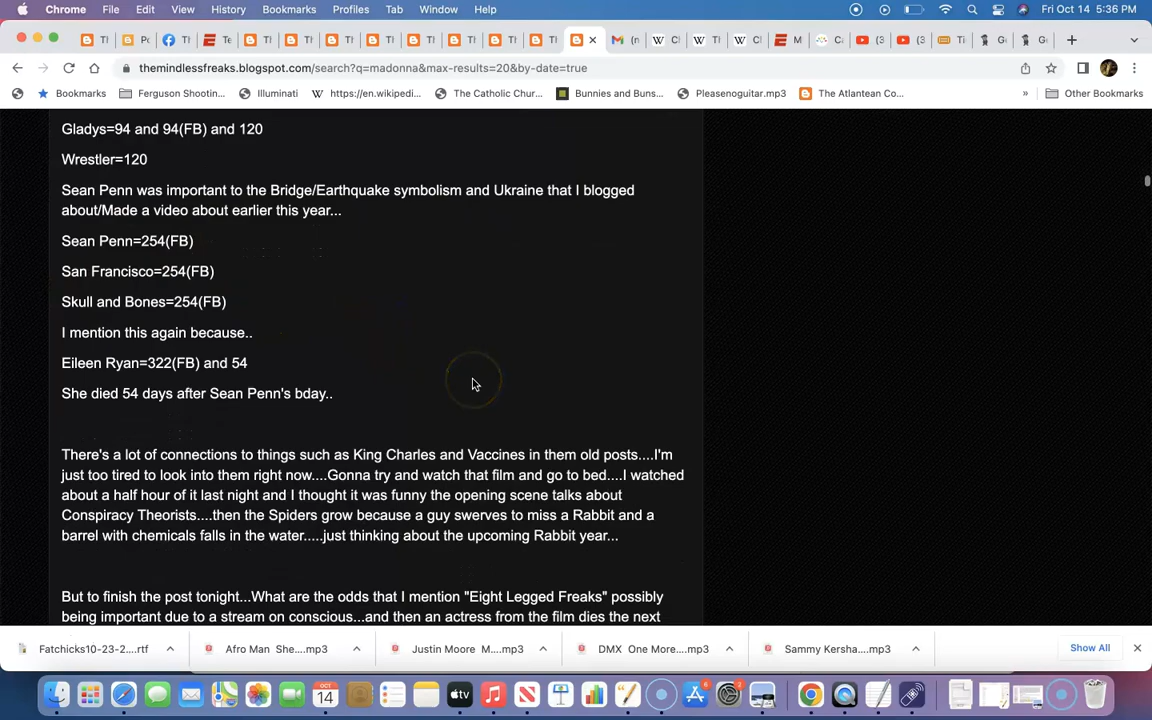 Chrome File Edit View History Bookmarks Profiles Tab Window Help Fri Oct 14 5:36 PM
themindlessfreaks.blogspot.com/search?q=madonna&max-results=20&by-date=true
Bookmarks Ferguson Shootin... Illuminati https://en.wikipedi... The Catholic Chur... Bunnies and Buns... Pleasenoguitar.mp3 The Atlantean Co... » Other Bookmarks
Gladys=94 and 94(FB) and 120
Wrestler=120
Sean Penn was important to the Bridge/Earthquake symbolism and Ukraine that I blogged
about/Made a video about earlier this year...
Sean Penn=254(FB)
San Francisco=254(FB)
Skull and Bones=254(FB)
I mention this again because..
Eileen Ryan=322(FB) and 54
She died 54 days after Sean Penn's bday..
There's a lot of connections to things such as King Charles and Vaccines in them old posts....I'm
just too tired to look into them right now....Gonna try and watch that film and go to bed....I watched
about a half hour of it last night and I thought it was funny the opening scene talks about
Conspiracy Theorists....then the Spiders grow because a guy swerves to miss a Rabbit and a
barrel with chemicals falls in the water.....just thinking about the upcoming Rabbit year...
But to finish the post tonight...What are the odds that I mention "Eight Legged Freaks" possibly
being important due to a stream on conscious...and then an actress from the film dies the next
Fatchicks10-23-2....rtf Afro Man She....mp3 Justin Moore M....mp3 DMX One More....mp3 Sammy Kersha....mp3 Show All